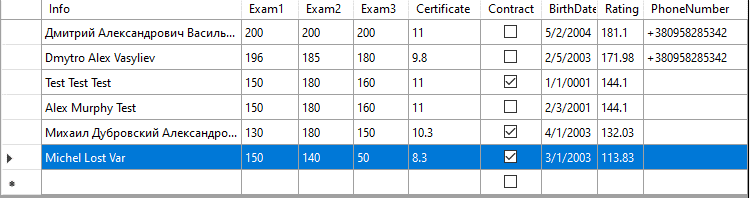 Info Exam1 Exam2 Exam3 Certificate Contract BirthDate Rating PhoneNumber
Дмитрий Александрович Василь... 200 200 200 11 5/2/2004 181.1 +380958285342
Dmytro Alex Vasyliev 196 185 180 9.8 2/5/2003 171.98 +380958285342
Test Test Test 150 180 160 11 1/1/0001 144.1
Alex Murphy Test 150 180 160 11 2/3/2001 144.1
Михаил Дубровский Александро... 130 180 150 10.3 4/1/2003 132.03
Michel Lost Var 150 140 50 8.3 3/1/2003 113.83